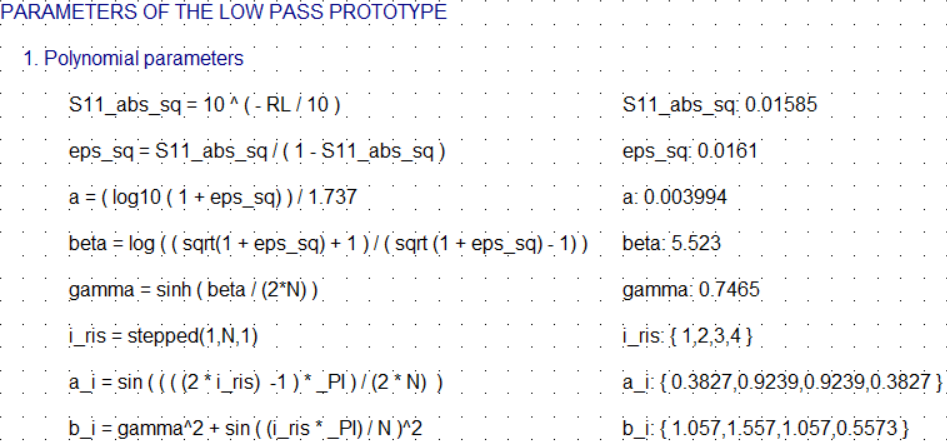 PARAMETERS OF THE LOW PASS PROTOTYPE
1. Polynomial parameters
S11_abs_sq = 10 ^ ( - RL / 10 )
S11_abs_sq: 0.01585
eps_sq = S11_abs_sq / ( 1 - S11_abs_sq )
eps_sq: 0.0161
a = ( log10 ( 1 + eps_sq) ) / 1.737
a: 0.003994
beta = log ( ( sqrt(1 + eps_sq) + 1 ) / ( sqrt (1 + eps_sq) - 1) )
beta: 5.523
gamma = sinh ( beta / (2*N) )
gamma: 0.7465
i_ris = stepped(1,N,1)
i_ris: { 1,2,3,4 }
a_i = sin ( ( ( (2 * i_ris) -1 ) * _PI ) / (2 * N) )
a_i: { 0.3827,0.9239,0.9239,0.3827 }
b_i = gamma^2 + sin ( (i_ris * _PI) / N )^2
b_i: { 1.057,1.557,1.057,0.5573 }